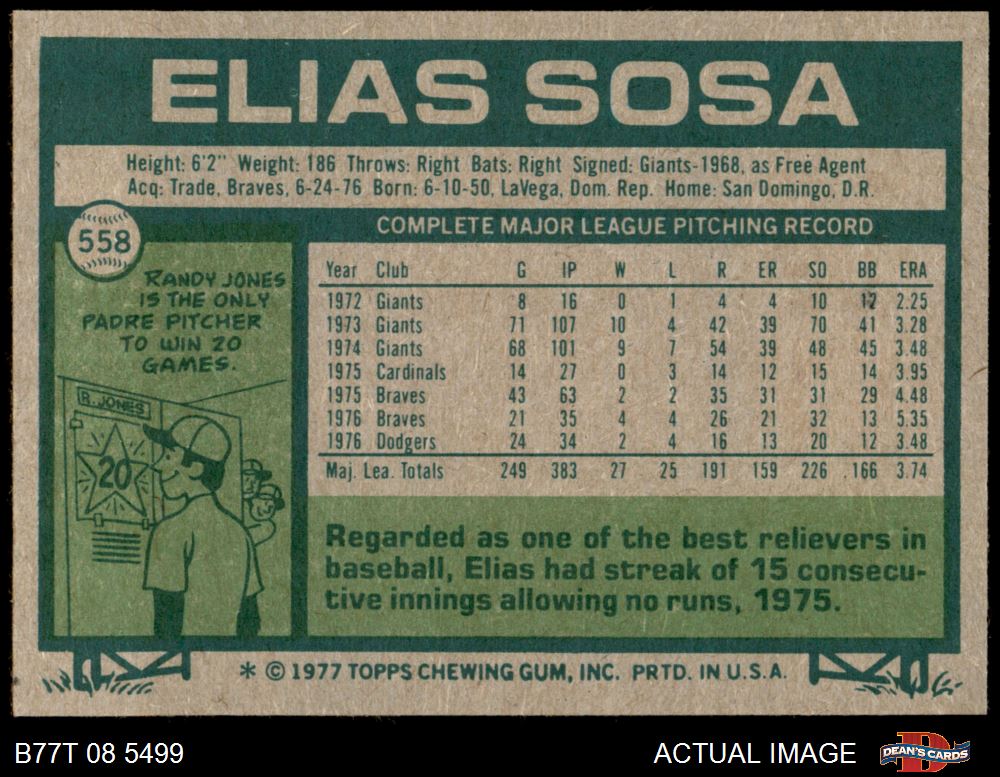 ELIAS SOSA
Height: 6'2" Weight: 186 Throws: Right Bats: Right Signed: Giants-1968, as Free Agent
Acq: Trade, Braves, 6-24-76 Born: 6-10-50, LaVega, Dom. Rep. Home: San Domingo, D.R.
558
COMPLETE MAJOR LEAGUE PITCHING RECORD
Year Club G IP W L R ER SO BB ERA
1972 Giants 8 16 0 1 4 4 10 12 2.25
1973 Giants 71 107 10 4 42 39 70 41 3.28
1974 Giants 68 101 9 7 54 39 48 45 3.48
1975 Cardinals 14 27 0 3 14 12 15 14 3.95
1975 Braves 43 63 2 2 35 31 31 29 4.48
1976 Braves 21 35 4 4 26 21 32 13 5.35
1976 Dodgers 24 34 2 4 16 13 20 12 3.48
Maj. Lea. Totals 249 383 27 25 191 159 226 166 3.74
RANDY JONES
IS THE ONLY
PADRE PITCHER
TO WIN 20
GAMES.
R. JONES
20
Regarded as one of the best relievers in
baseball, Elias had streak of 15 consecu-
tive innings allowing no runs, 1975.
* © 1977 TOPPS CHEWING GUM, INC. PRTD. IN U.S.A.
B77T 08 5499
ACTUAL IMAGE
DEAN'S CARDS